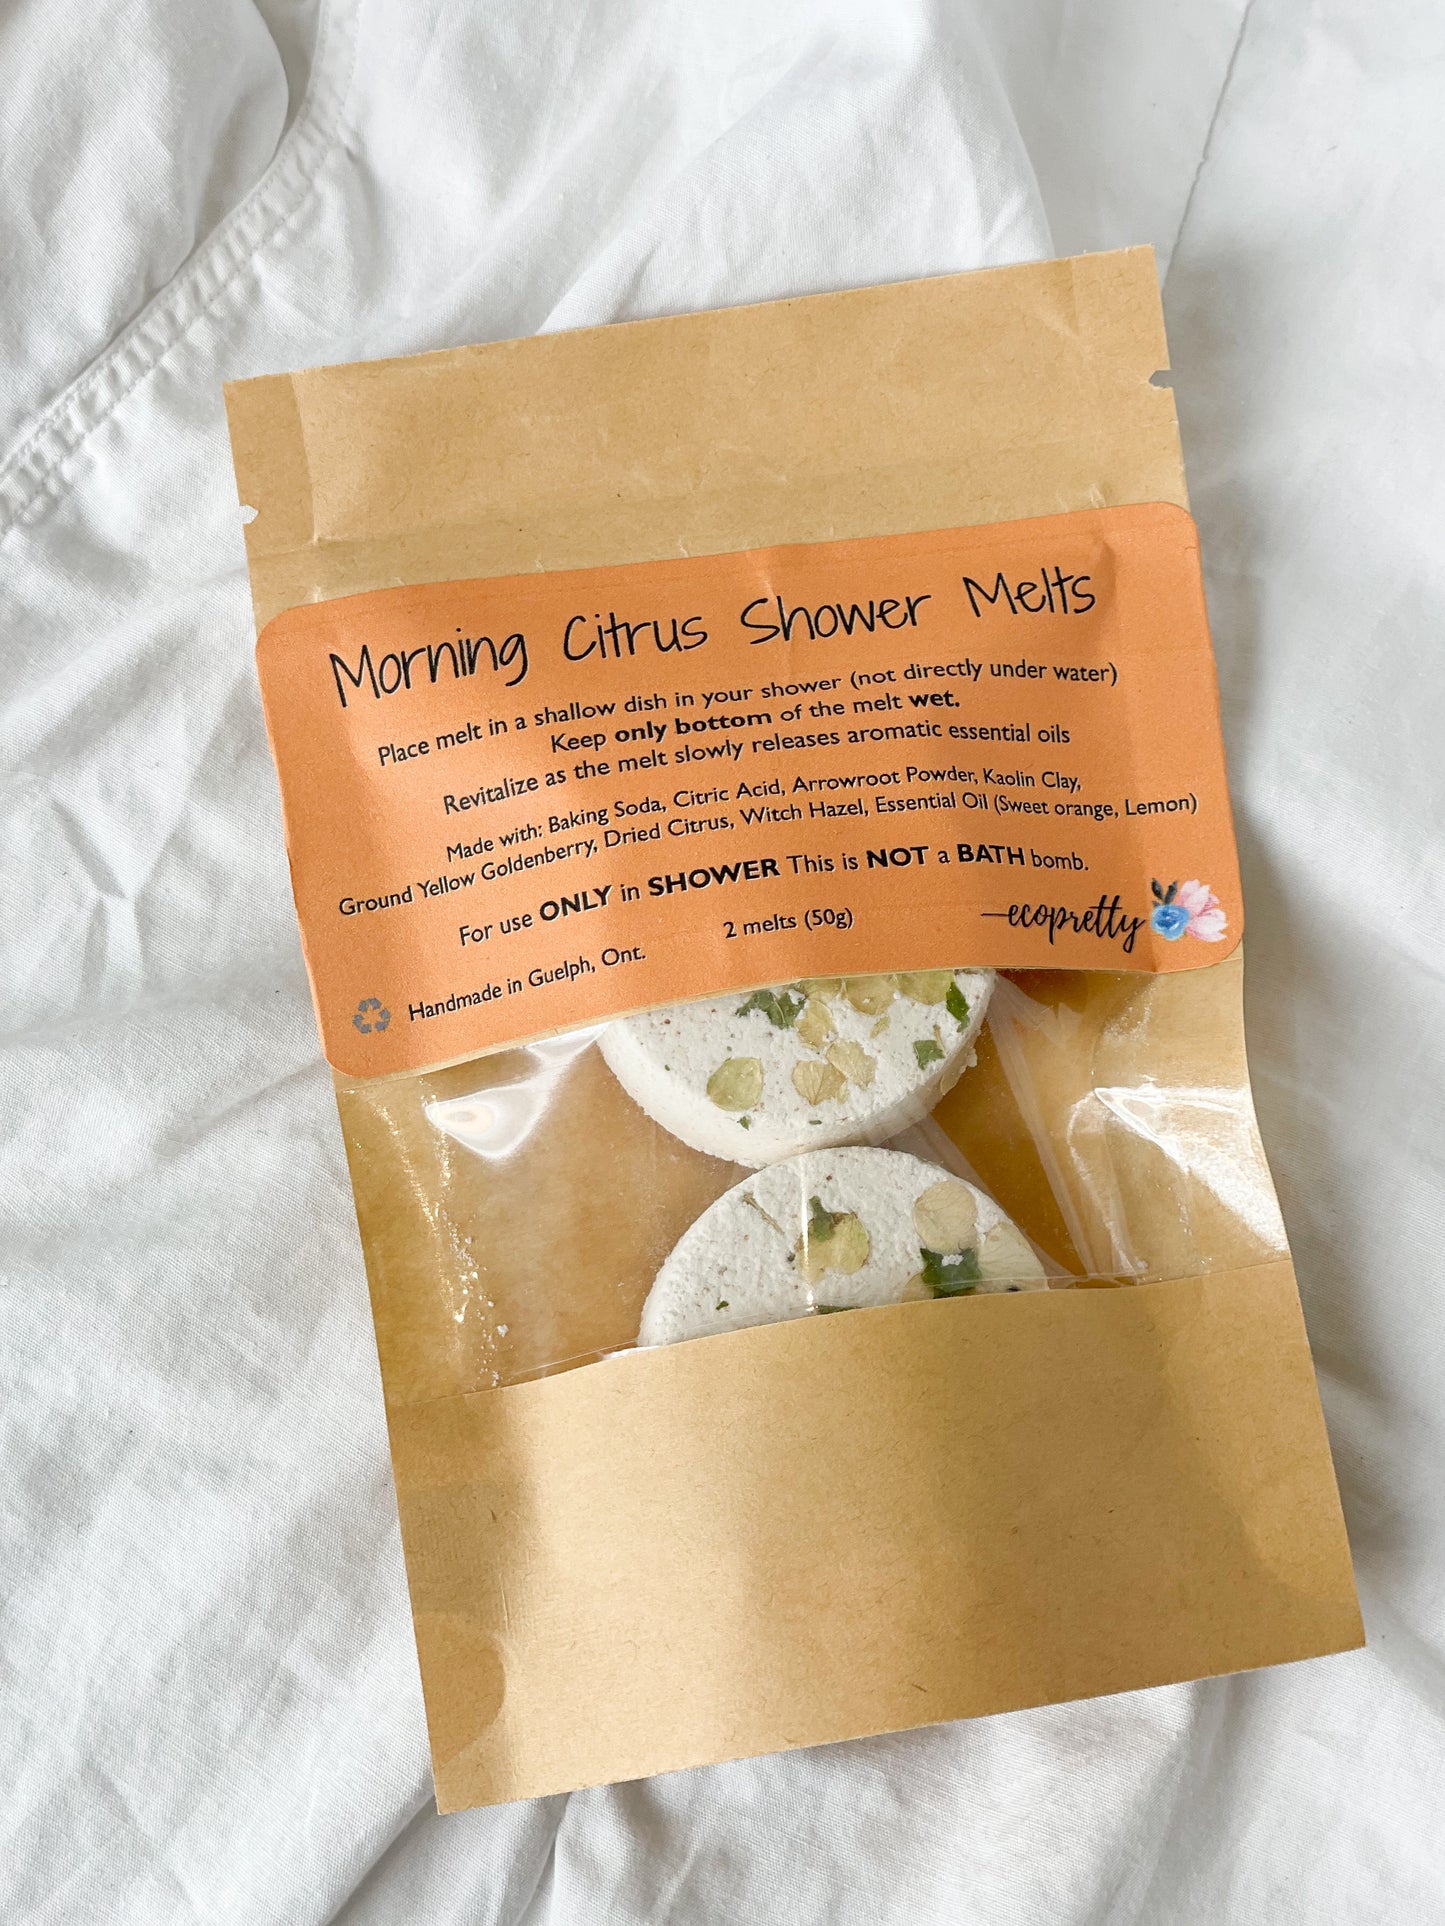 Morning Citrus Shower Melts
Place melt in a shallow dish in your shower (not directly under water)
Keep only bottom of the melt wet.
Revitalize as the melt slowly releases aromatic essential oils
Made with: Baking Soda, Citric Acid, Arrowroot Powder, Kaolin Clay,
Ground Yellow Goldenberry, Dried Citrus, Witch Hazel, Essential Oil (Sweet orange, Lemon)
For use ONLY in SHOWER This is NOT a BATH bomb.
2 melts (50g)
ecopretty
Handmade in Guelph, Ont.